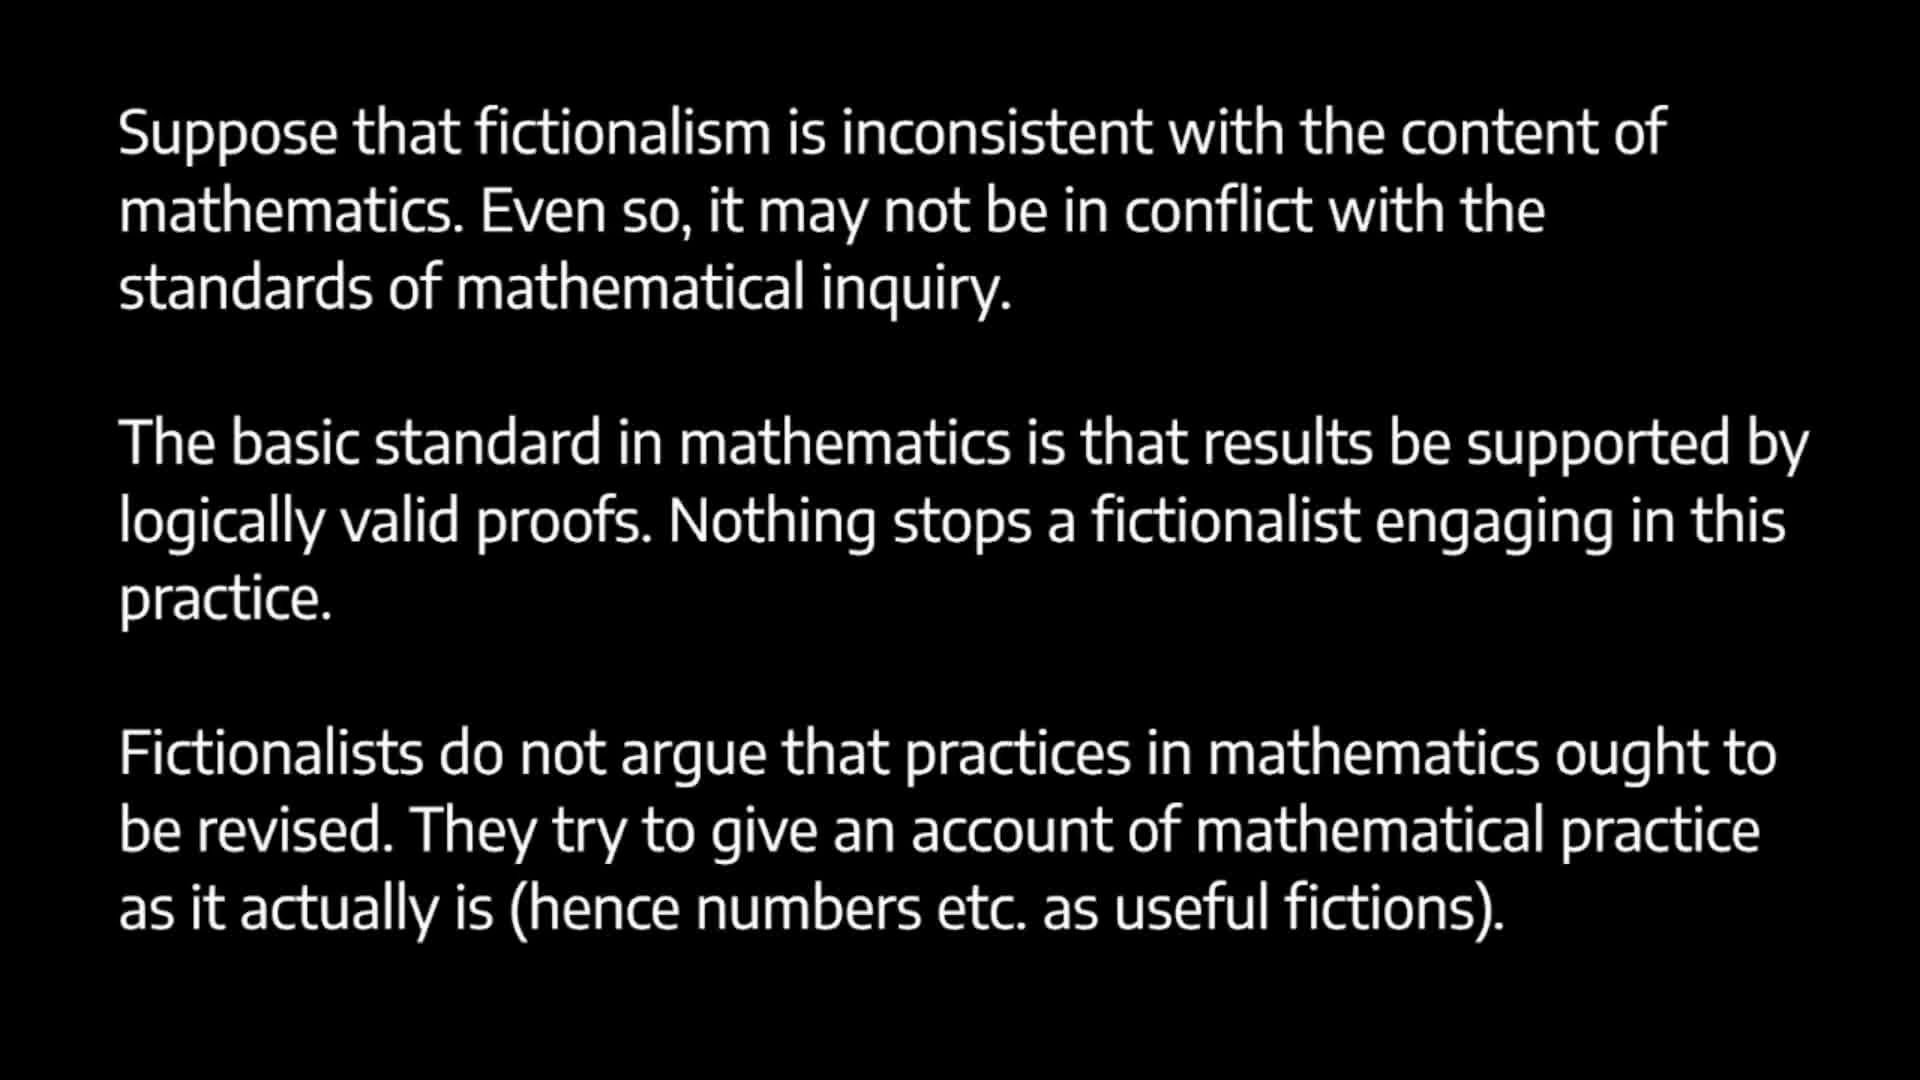 Suppose that fictionalism is inconsistent with the content of
mathematics. Even so, it may not be in conflict with the
standards of mathematical inquiry.
The basic standard in mathematics is that results be supported by
logically valid proofs. Nothing stops a fictionalist engaging in this
practice.
Fictionalists do not argue that practices in mathematics ought to
be revised. They try to give an account of mathematical practice
as it actually is (hence numbers etc. as useful fictions).